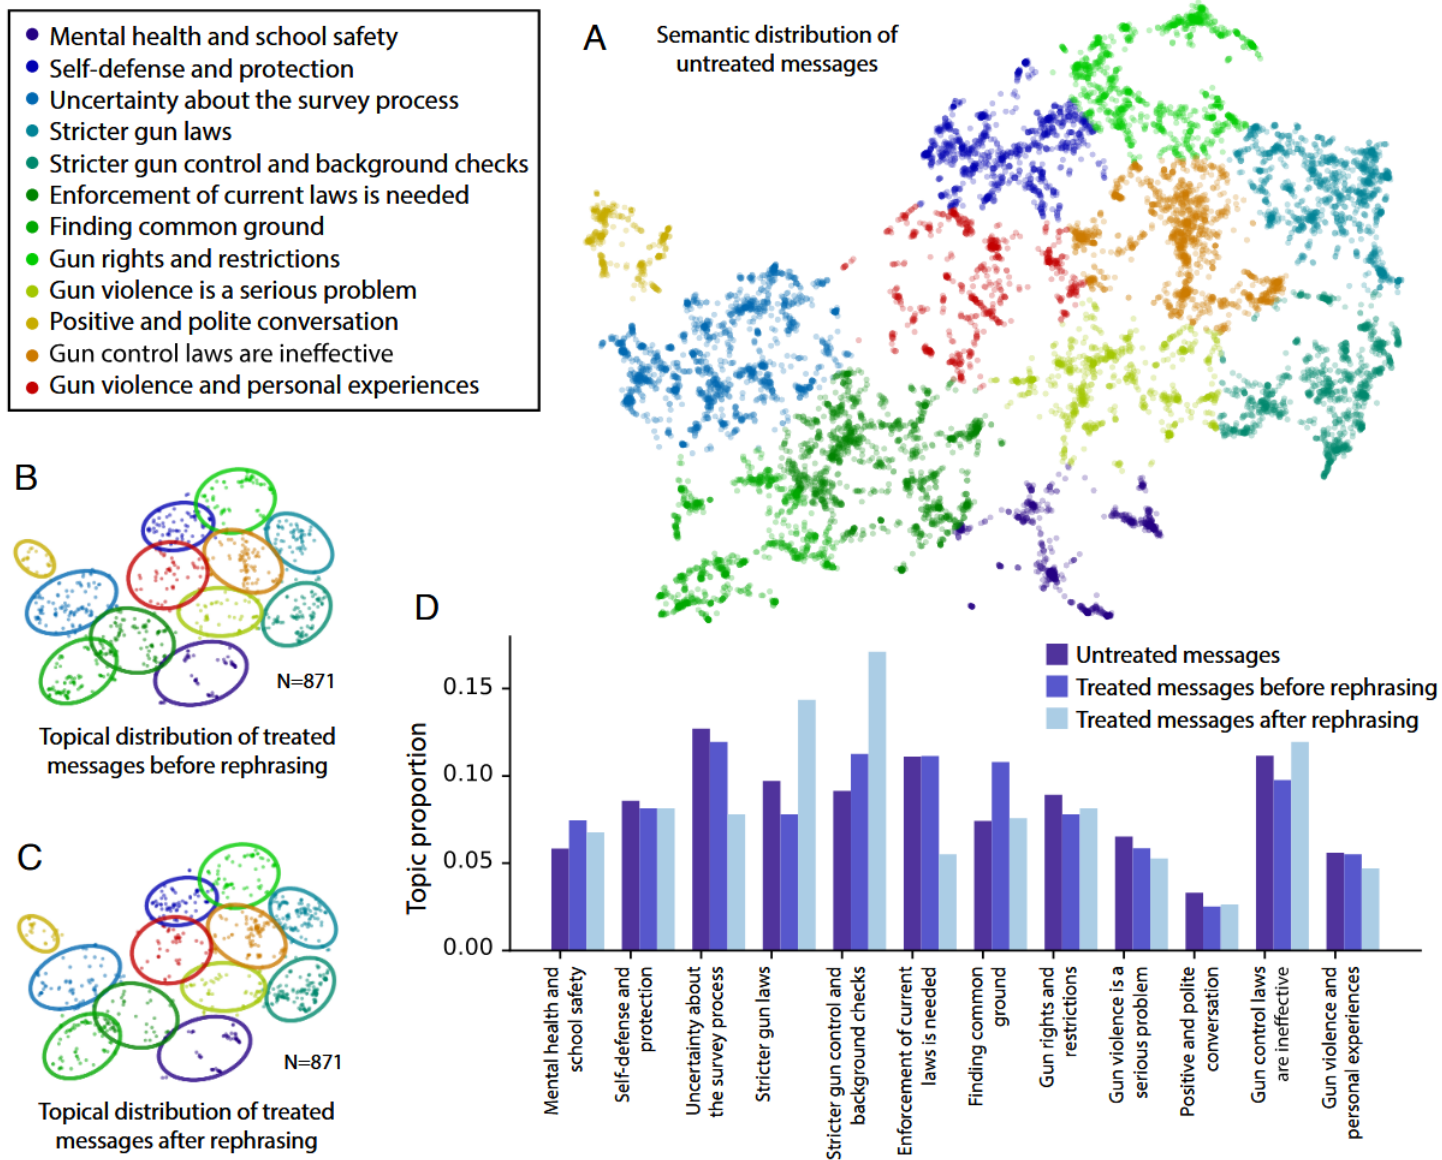 Mental health and school safety
Self-defense and protection
Uncertainty about the survey process
Stricter gun laws
Stricter gun control and background checks
Enforcement of current laws is needed
Finding common ground
Gun rights and restrictions
Gun violence is a serious problem
Positive and polite conversation
Gun control laws are ineffective
Gun violence and personal experiences
A
Semantic distribution of
untreated messages
B
N=871
Topical distribution of treated
messages before rephrasing
C
N=871
Topical distribution of treated
messages after rephrasing
D
Untreated messages
Treated messages before rephrasing
Treated messages after rephrasing
Topic proportion
0.15
0.10
0.05
0.00
Mental health and
school safety
Self-defense and
protection
Uncertainty about
the survey process
Stricter gun laws
Stricter gun control and
background checks
Enforcement of current
laws is needed
Finding common
ground
Gun rights and
restrictions
Gun violence is a
serious problem
Positive and polite
conversation
Gun control laws
are ineffective
Gun violence and
personal experiences